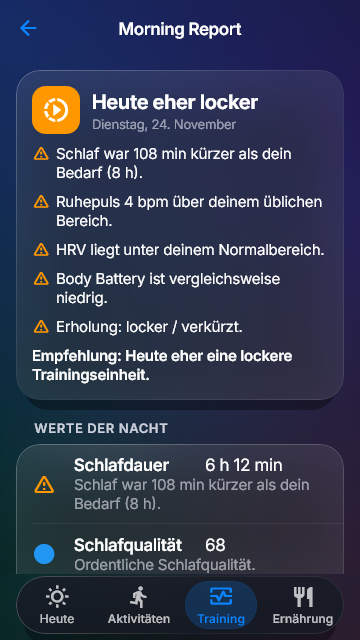 Morning Report
Heute eher locker
Dienstag, 24. November
Schlaf war 108 min kürzer als dein
Bedarf (8 h).
Ruhepuls 4 bpm über deinem üblichen
Bereich.
HRV liegt unter deinem Normalbereich.
Body Battery ist vergleichsweise
niedrig.
Erholung: locker / verkürzt.
Empfehlung: Heute eher eine lockere
Trainingseinheit.
WERTE DER NACHT
Schlafdauer 6 h 12 min
Schlaf war 108 min kürzer als dein
Bedarf (8 h).
Schlafqualität 68
Ordentliche Schlafqualität.
Heute Aktivitäten Training Ernährung